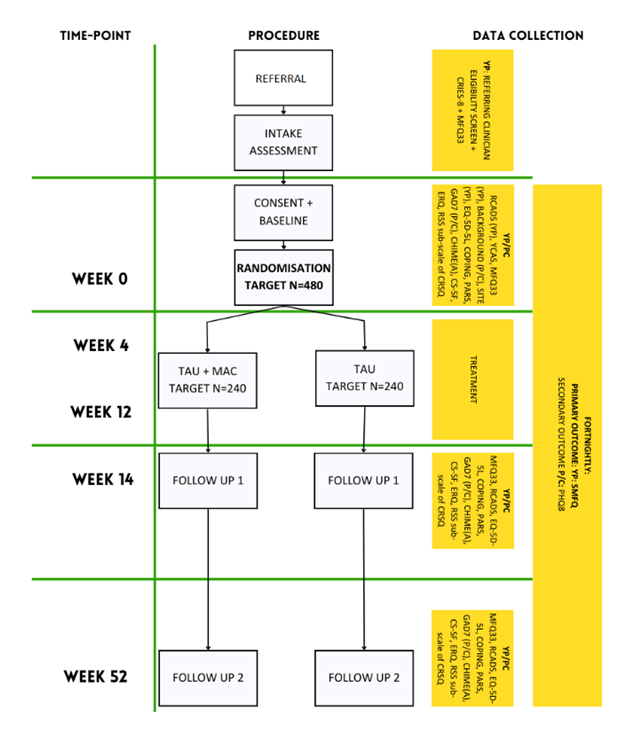 TIME-POINT
PROCEDURE
DATA COLLECTION
REFERRAL
INTAKE
ASSESSMENT
YP: REFERRING CLINICIAN
ELIGIBILITY SCREEN +
CRIES-8 + MFQ33
CONSENT +
BASELINE
WEEK 0
RANDOMISATION
TARGET N=480
YP/PC
RCADS (YP), YCAS, MFQ33
(YP), BACKGROUND (P/C), SITE
(YP), EQ-5D-5L, COPING, PARS,
GAD7 (P/C), CHIME(A), CS-SF,
ERQ, RSS sub-scale of CRSQ
WEEK 4
TAU + MAC
TARGET N=240
TAU
TARGET N=240
TREATMENT
WEEK 12
FORTNIGHTLY:
PRIMARY OUTCOME: YP: SMFQ
SECONDARY OUTCOME P/C: PHQ8
WEEK 14
FOLLOW UP 1
FOLLOW UP 1
YP/PC
MFQ33, RCADS, EQ-5D-
5L, COPING, PARS,
GAD7 (P/C), CHIME(A),
CS-SF, ERQ, RSS sub-
scale of CRSQ
WEEK 52
FOLLOW UP 2
FOLLOW UP 2
YP/PC
MFQ33, RCADS, EQ-5D-
5L, COPING, PARS,
GAD7 (P/C), CHIME(A),
CS-SF, ERQ, RSS sub-
scale of CRSQ